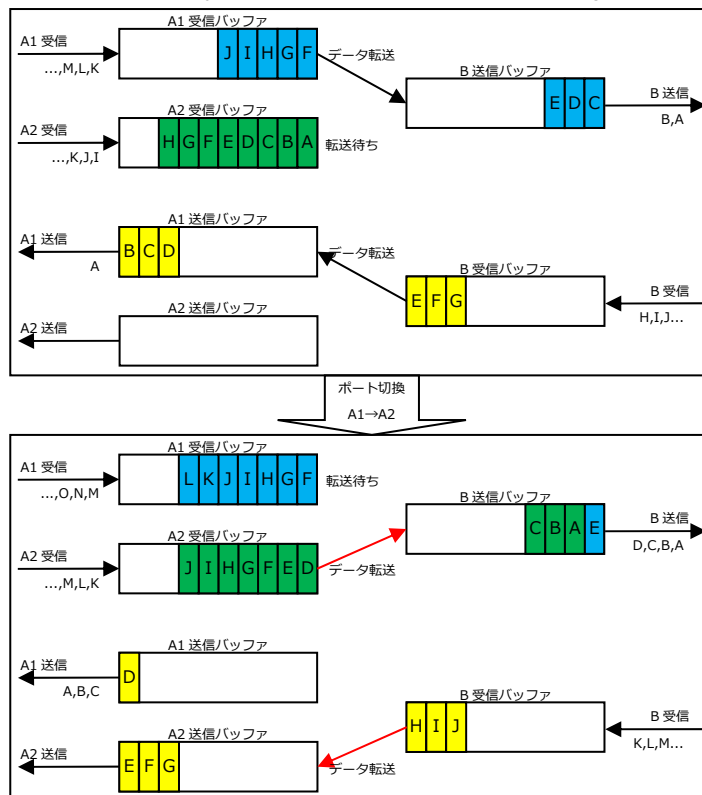 A1 受信バッファ
A1 受信
...,M,L,K
J I H G F
データ転送
B 送信バッファ
E D C
B 送信
B,A
A2 受信バッファ
A2 受信
...,K,J,I
H G F E D C B A
転送待ち
A1 送信バッファ
A1 送信
A
B C D
データ転送
B 受信バッファ
E F G
B 受信
H,I,J...
A2 送信バッファ
A2 送信
ポート切換
A1→A2
A1 受信バッファ
A1 受信
...,O,N,M
L K J I H G F
転送待ち
B 送信バッファ
C B A E
B 送信
D,C,B,A
A2 受信バッファ
A2 受信
...,M,L,K
J I H G F E D
データ転送
A1 送信バッファ
A1 送信
A,B,C
D
B 受信バッファ
H I J
B 受信
K,L,M...
A2 送信バッファ
A2 送信
E F G
データ転送